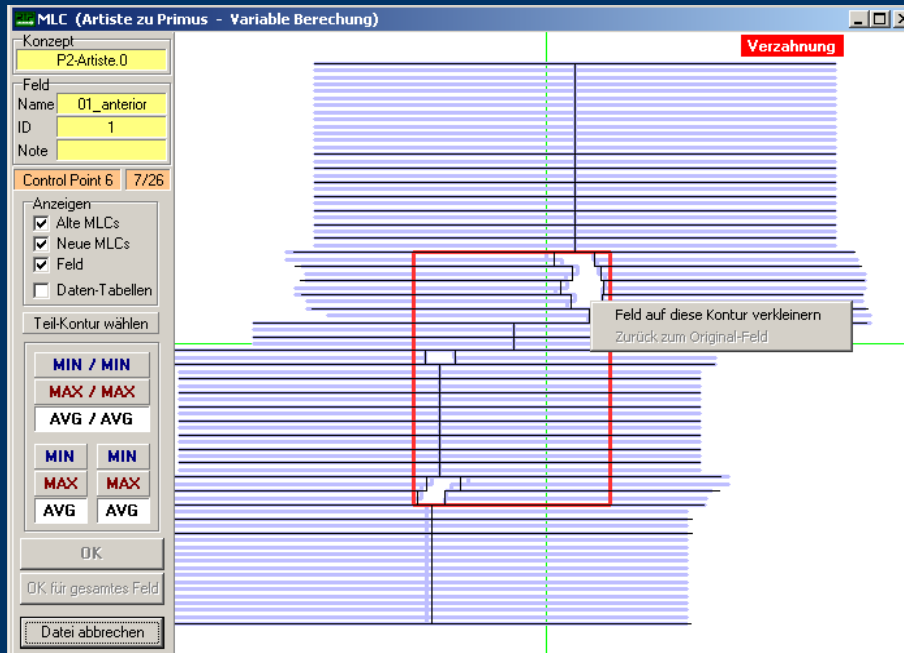 MLC (Artiste zu Primus - Variable Berechung)
Konzept
P2-Artiste.0
Feld
Name 01_anterior
ID 1
Note
Control Point 6 7/26
Anzeigen
Alte MLCs
Neue MLCs
Feld
Daten-Tabellen
Teil-Kontur wählen
MIN / MIN
MAX / MAX
AVG / AVG
MIN MIN
MAX MAX
AVG AVG
OK
OK für gesamtes Feld
Datei abbrechen
Verzahnung
Feld auf diese Kontur verkleinern
Zurück zum Original-Feld